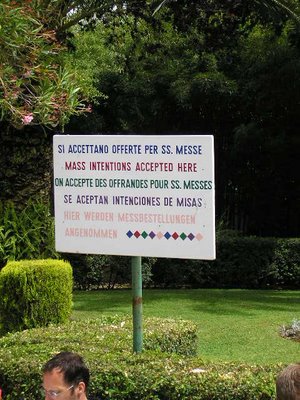 SI ACCETTANO OFFERTE PER SS. MESSE
MASS INTENTIONS ACCEPTED HERE
ON ACCEPTE DES OFFRANDES POUR SS. MESSES
SE ACEPTAN INTENCIONES DE MISAS
HIER WERDEN MESSBESTELLUNGEN
ANGENOMMEN